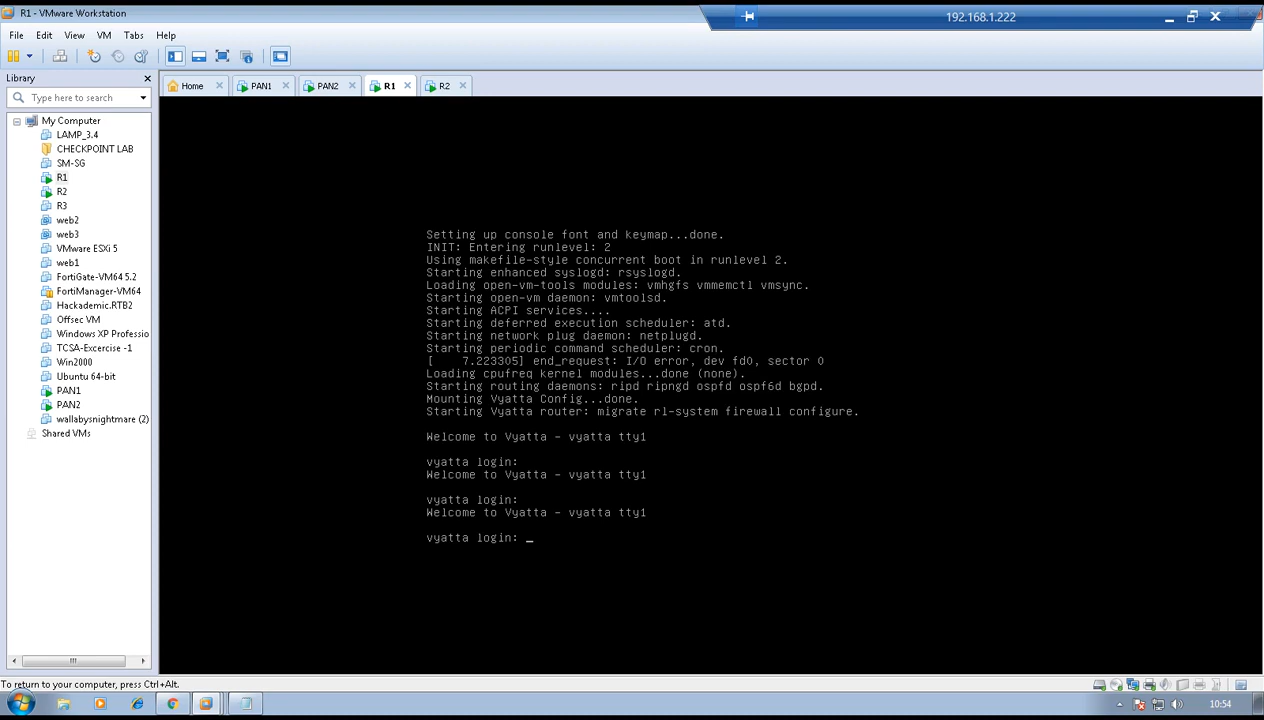 R1 - VMware Workstation
192.168.1.222
File Edit View VM Tabs Help
Library
Type here to search
Home PAN1 PAN2 R1 R2
My Computer
LAMP_3.4
CHECKPOINT LAB
SM-SG
R1
R2
R3
web2
web3
VMware ESXi 5
web1
FortiGate-VM64 5.2
FortiManager-VM64
Hackademic.RTB2
Offsec VM
Windows XP Professio
TCSA-Excercise -1
Win2000
Ubuntu 64-bit
PAN1
PAN2
wallabysnightmare (2)
Shared VMs
Setting up console font and keymap...done.
INIT: Entering runlevel: 2
Using makefile-style concurrent boot in runlevel 2.
Starting enhanced syslogd: rsyslogd.
Loading open-vm-tools modules: vmhgfs vmmemctl vmsync.
Starting open-vm daemon: vmtoolsd.
Starting ACPI services....
Starting deferred execution scheduler: atd.
Starting network plug daemon: netplugd.
Starting periodic command scheduler: cron.
[    7.223305] end_request: I/O error, dev fd0, sector 0
Loading cpufreq kernel modules...done (none).
Starting routing daemons: ripd ripngd ospfd ospf6d bgpd.
Mounting Vyatta Config...done.
Starting Vyatta router: migrate rl-system firewall configure.
Welcome to Vyatta - vyatta tty1
vyatta login:
Welcome to Vyatta - vyatta tty1
vyatta login:
Welcome to Vyatta - vyatta tty1
vyatta login: _
To return to your computer, press Ctrl+Alt.
10:54